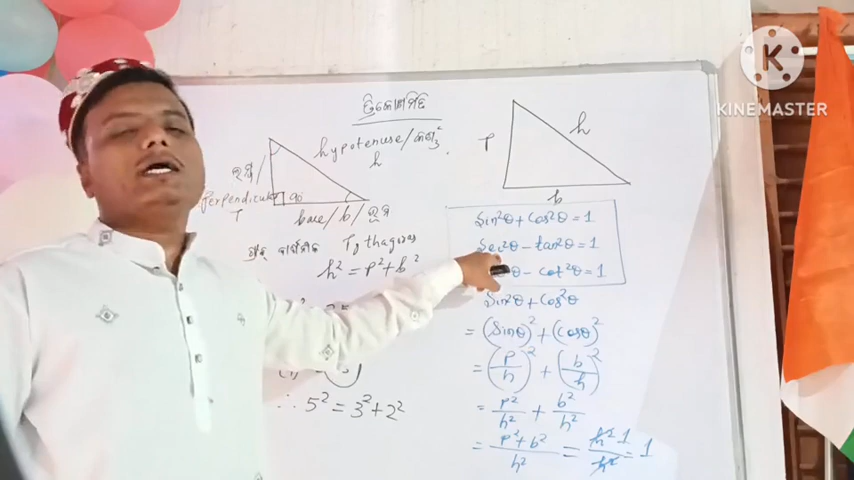 KINEMASTER
ତ୍ରିକୋଣମିତି
hypotenuse/
h
90
base/b/
h² = p² + b²
∴ 5² = 3² + 2²
P
h
b
Sin²θ + Cos²θ = 1
Sec²θ - tan²θ = 1
θ - cot²θ = 1
Sin²θ + Cos²θ
= (Sinθ)² + (Cosθ)²
= (P/h)² + (b/h)²
= P²/h² + b²/h²
= P²+b²/h² = h² 1/h² = 1